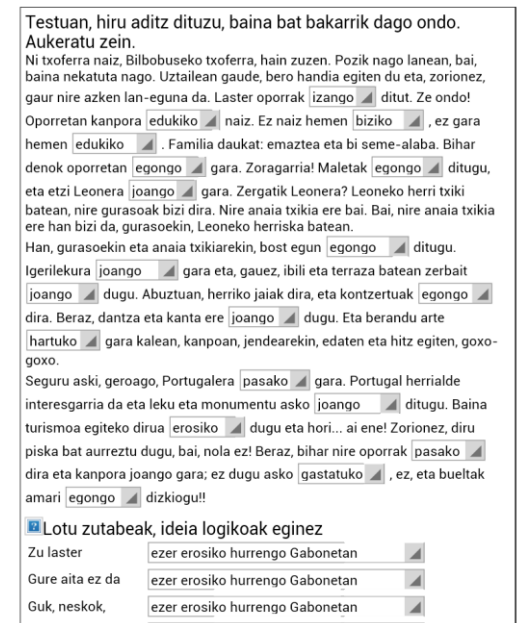 Testuan, hiru aditz dituzu, baina bat bakarrik dago ondo.
Aukeratu zein.
Ni txoferra naiz, Bilbobuseko txoferra, hain zuzen. Pozik nago lanean, bai,
baina nekatuta nago. Uztailean gaude, bero handia egiten du eta, zorionez,
gaur nire azken lan-eguna da. Laster oporrak izango ditut. Ze ondo!
Oporretan kanpora edukiko naiz. Ez naiz hemen biziko , ez gara
hemen edukiko . Familia daukat: emaztea eta bi seme-alaba. Bihar
denok oporretan egongo gara. Zoragarria! Maletak egongo ditugu,
eta etzi Leonera joango gara. Zergatik Leonera? Leoneko herri txiki
batean, nire gurasoak bizi dira. Nire anaia txikia ere bai. Bai, nire anaia txikia
ere han bizi da, gurasoekin, Leoneko herriska batean.
Han, gurasoekin eta anaia txikiarekin, bost egun egongo ditugu.
Igerilekura joango gara eta, gauez, ibili eta terraza batean zerbait
joango dugu. Abuztuan, herriko jaiak dira, eta kontzertuak egongo
dira. Beraz, dantza eta kanta ere joango dugu. Eta berandu arte
hartuko gara kalean, kanpoan, jendearekin, edaten eta hitz egiten, goxo-
goxo.
Seguru aski, geroago, Portugalera pasako gara. Portugal herrialde
interesgarria da eta leku eta monumentu asko joango ditugu. Baina
turismoa egiteko dirua erosiko dugu eta hori... ai ene! Zorionez, diru
piska bat aurreztu dugu, bai, nola ez! Beraz, bihar nire oporrak pasako
dira eta kanpora joango gara; ez dugu asko gastatuko , ez, eta bueltak
amari egongo dizkiogu!!
Lotu zutabeak, ideia logikoak eginez
Zu laster ezer erosiko hurrengo Gabonetan
Gure aita ez da ezer erosiko hurrengo Gabonetan
Guk, neskok, ezer erosiko hurrengo Gabonetan